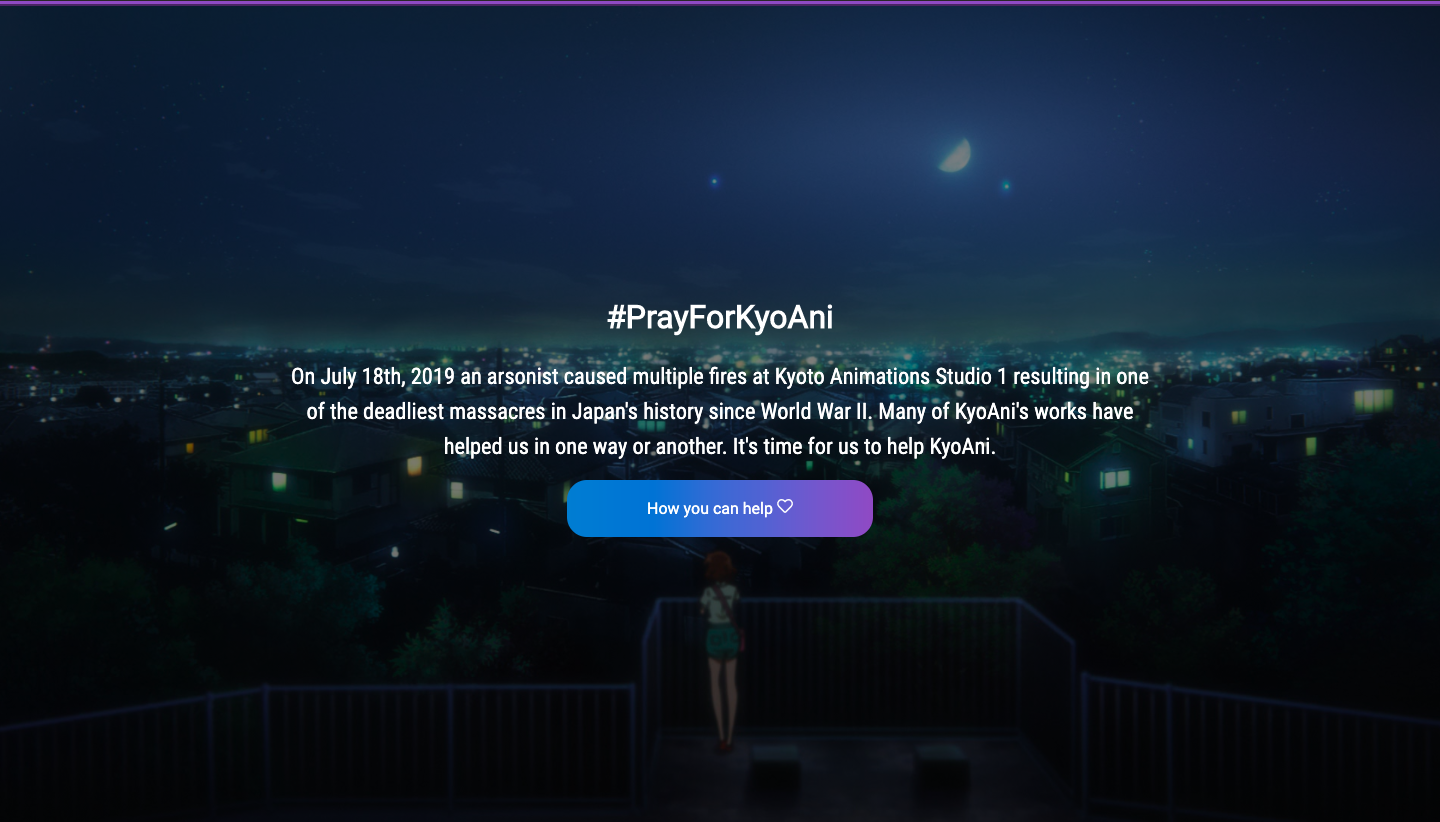 #PrayForKyoAni
On July 18th, 2019 an arsonist caused multiple fires at Kyoto Animations Studio 1 resulting in one
of the deadliest massacres in Japan's history since World War II. Many of KyoAni's works have
helped us in one way or another. It's time for us to help KyoAni.
How you can help